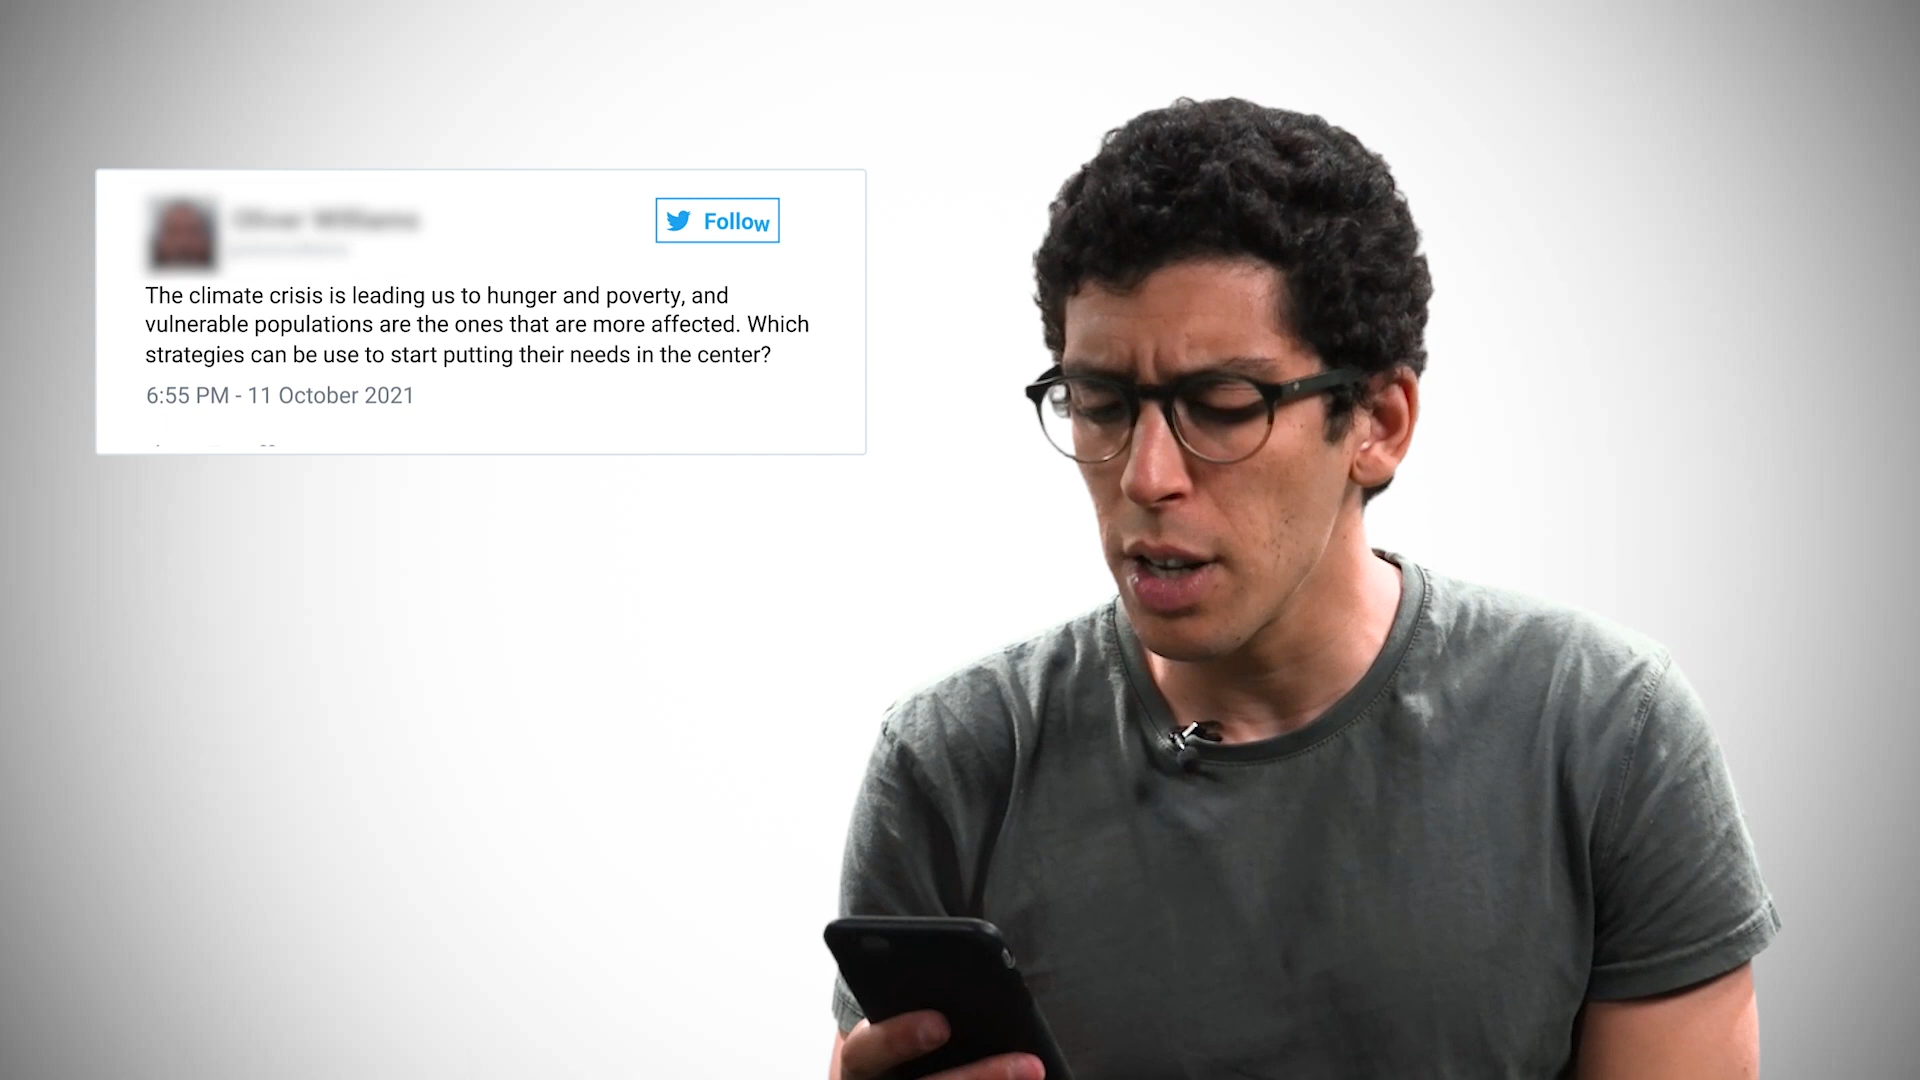 Follow
The climate crisis is leading us to hunger and poverty, and
vulnerable populations are the ones that are more affected. Which
strategies can be use to start putting their needs in the center?
6:55 PM - 11 October 2021